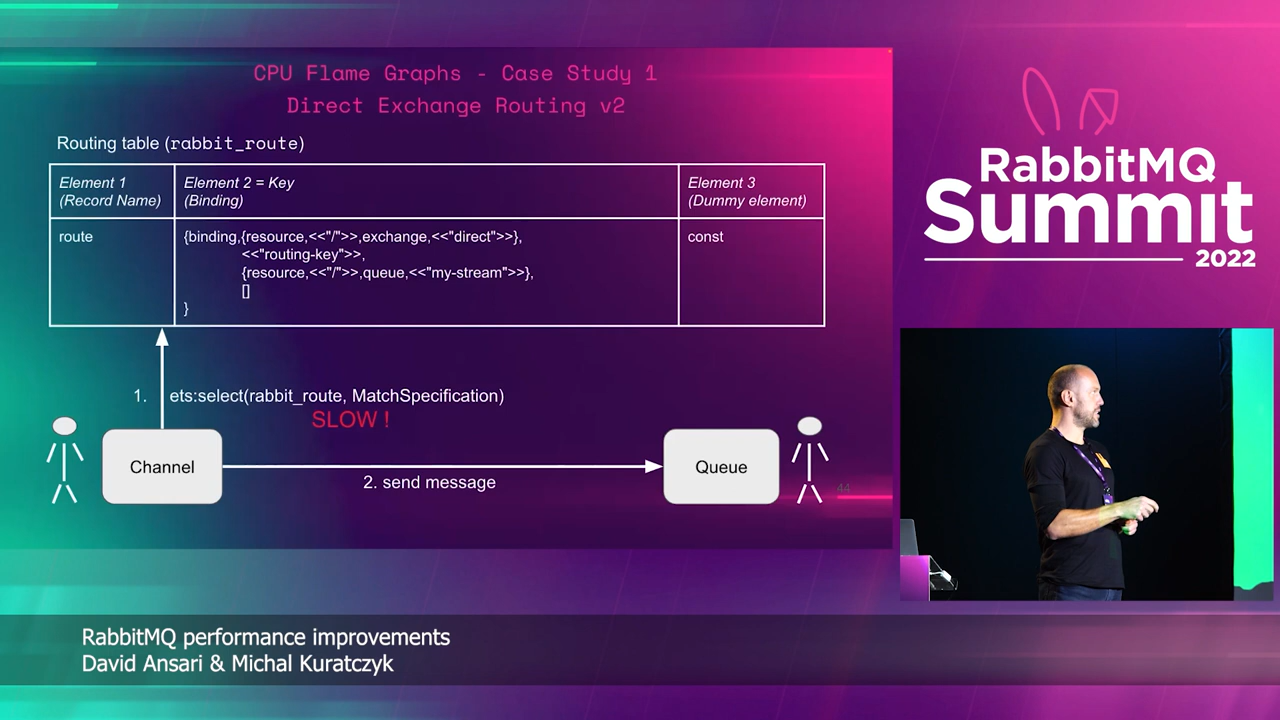 CPU Flame Graphs - Case Study 1
Direct Exchange Routing v2
Routing table (rabbit_route)
Element 1
(Record Name)
Element 2 = Key
(Binding)
Element 3
(Dummy element)
route
{binding,{resource,<<"/">>,exchange,<<"direct">>},
<<"routing-key">>,
{resource,<<"/">>,queue,<<"my-stream">>},
[]
}
const
1. ets:select(rabbit_route, MatchSpecification)
SLOW !
Channel
2. send message
Queue
44
RabbitMQ
Summit
2022
RabbitMQ performance improvements
David Ansari & Michal Kuratczyk